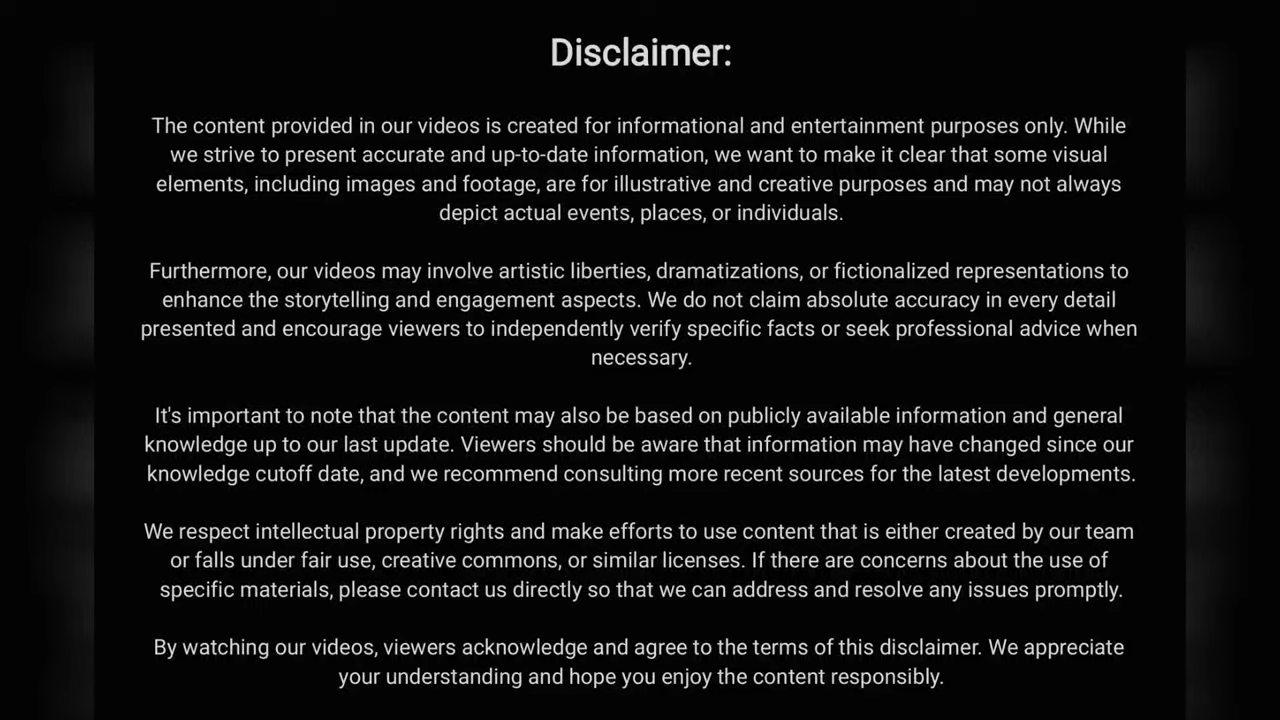 Disclaimer:
The content provided in our videos is created for informational and entertainment purposes only. While
we strive to present accurate and up-to-date information, we want to make it clear that some visual
elements, including images and footage, are for illustrative and creative purposes and may not always
depict actual events, places, or individuals.
Furthermore, our videos may involve artistic liberties, dramatizations, or fictionalized representations to
enhance the storytelling and engagement aspects. We do not claim absolute accuracy in every detail
presented and encourage viewers to independently verify specific facts or seek professional advice when
necessary.
It's important to note that the content may also be based on publicly available information and general
knowledge up to our last update. Viewers should be aware that information may have changed since our
knowledge cutoff date, and we recommend consulting more recent sources for the latest developments.
We respect intellectual property rights and make efforts to use content that is either created by our team
or falls under fair use, creative commons, or similar licenses. If there are concerns about the use of
specific materials, please contact us directly so that we can address and resolve any issues promptly.
By watching our videos, viewers acknowledge and agree to the terms of this disclaimer. We appreciate
your understanding and hope you enjoy the content responsibly.